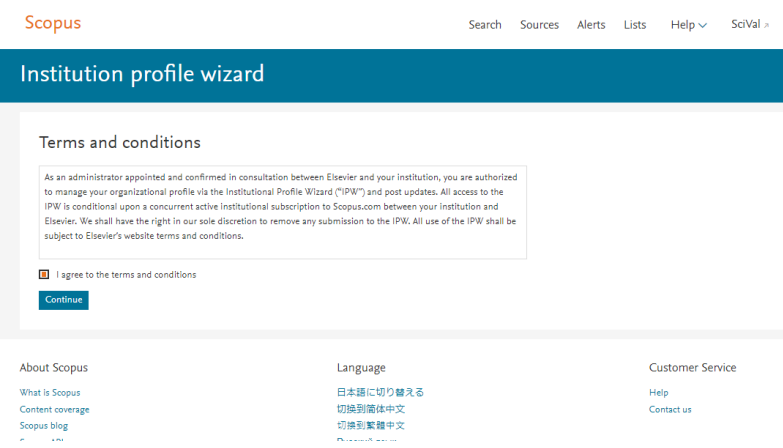 Scopus
Search Sources Alerts Lists Help SciVal
Institution profile wizard
Terms and conditions
As an administrator appointed and confirmed in consultation between Elsevier and your institution, you are authorized
to manage your organizational profile via the Institutional Profile Wizard (“IPW”) and post updates. All access to the
IPW is conditional upon a concurrent active institutional subscription to Scopus.com between your institution and
Elsevier. We shall have the right in our sole discretion to remove any submission to the IPW. All use of the IPW shall be
subject to Elsevier's website terms and conditions.
I agree to the terms and conditions
Continue
About Scopus
What is Scopus
Content coverage
Scopus blog
Language
日本語に切り替える
切换到简体中文
切換到繁體中文
Customer Service
Help
Contact us